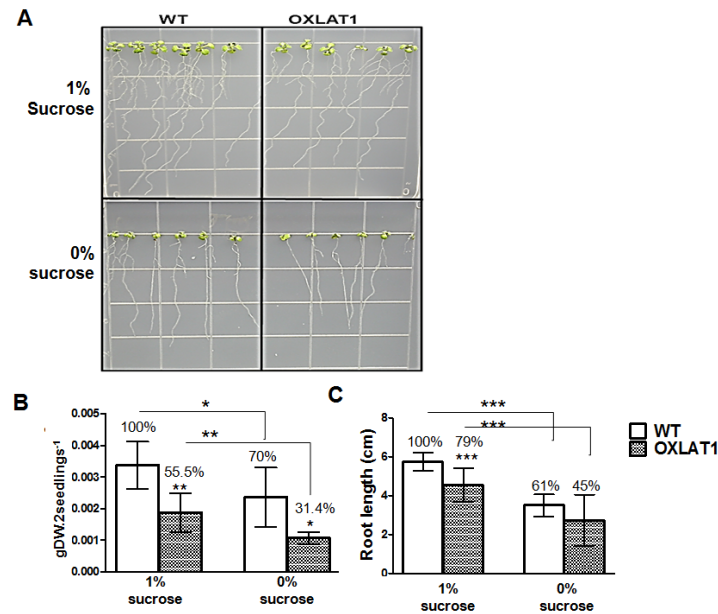 A
WT OXLAT1
1%
Sucrose
0%
sucrose
B
gDW.2seedlings-1
0.005
0.004
0.003
0.002
0.001
0.000
*
**
100%
55.5%
**
70%
31.4%
*
1%
sucrose
0%
sucrose
C
Root length (cm)
8
6
4
2
0
***
***
100%
79%
***
61%
45%
1%
sucrose
0%
sucrose
WT
OXLAT1